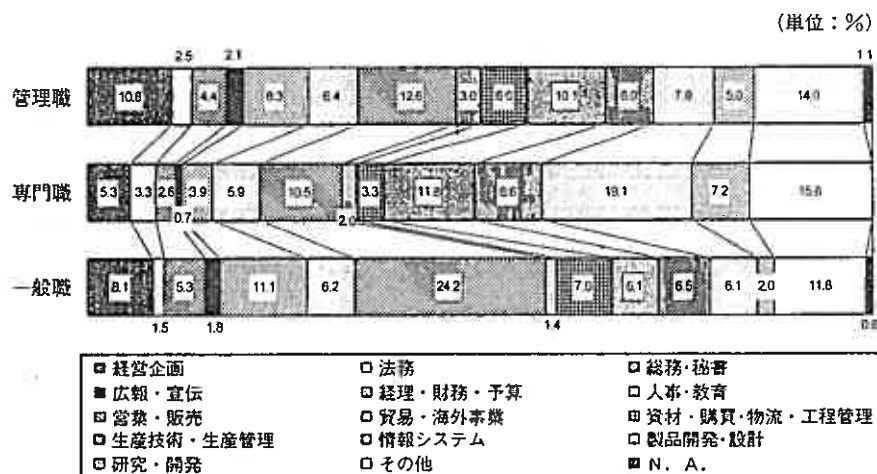 (単位：%)
2.5 2.1 1.1
管理職 10.8 4.4 8.3 6.4 12.6 3.0 6.0 10.1 6.0 7.8 5.0 14.0
専門職 5.3 3.3 2.6 3.9 5.9 10.5 3.3 11.8 8.6 19.1 7.2 15.8
0.7 2.0
一般職 8.1 5.3 11.1 6.2 24.2 7.0 6.1 6.5 6.1 2.0 11.8
1.5 1.8 1.4 0.8
経営企画 法務 総務・秘書
広報・宣伝 経理・財務・予算 人事・教育
営業・販売 貿易・海外事業 資材・購買・物流・工程管理
生産技術・生産管理 情報システム 製品開発・設計
研究・開発 その他 N. A.